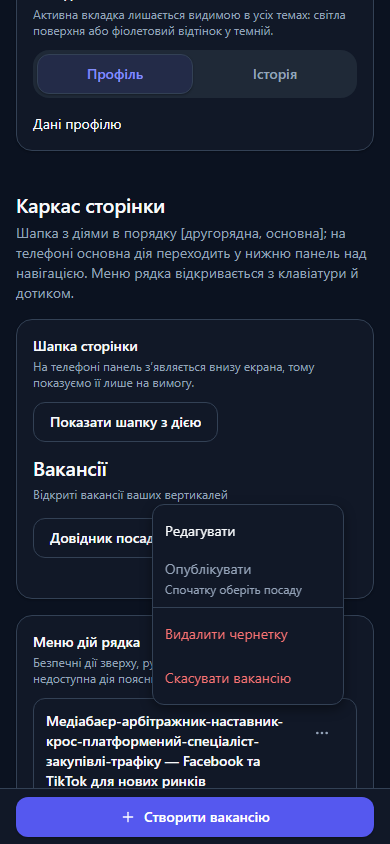 Активна вкладка лишається видимою в усіх темах: світла
поверхня або фіолетовий відтінок у темній.
Профіль
Історія
Дані профілю
Каркас сторінки
Шапка з діями в порядку [другорядна, основна]; на
телефоні основна дія переходить у нижню панель над
навігацією. Меню рядка відкривається з клавіатури й
дотиком.
Шапка сторінки
На телефоні панель зʼявляється внизу екрана, тому
показуємо її лише на вимогу.
Показати шапку з дією
Вакансії
Відкриті вакансії ваших вертикалей
Довідник посад
Редагувати
Опублікувати
Спочатку оберіть посаду
Видалити чернетку
Скасувати вакансію
Меню дій рядка
Безпечні дії зверху, ру
недоступна дія поясн
Медіабаєр-арбітражник-наставник-
крос-платформений-спеціаліст-
закупівлі-трафіку — Facebook та
TikTok для нових ринків
Створити вакансію